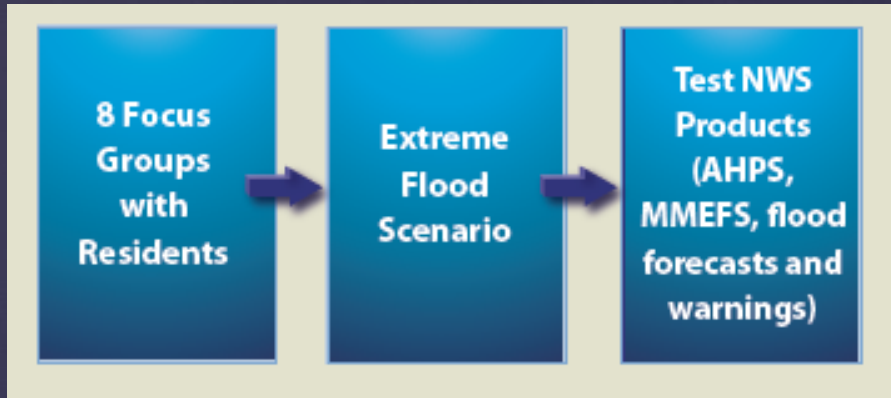 8 Focus
Groups
with
Residents
Extreme
Flood
Scenario
Test NWS
Products
(AHPS,
MMEFS, flood
forecasts and
warnings)